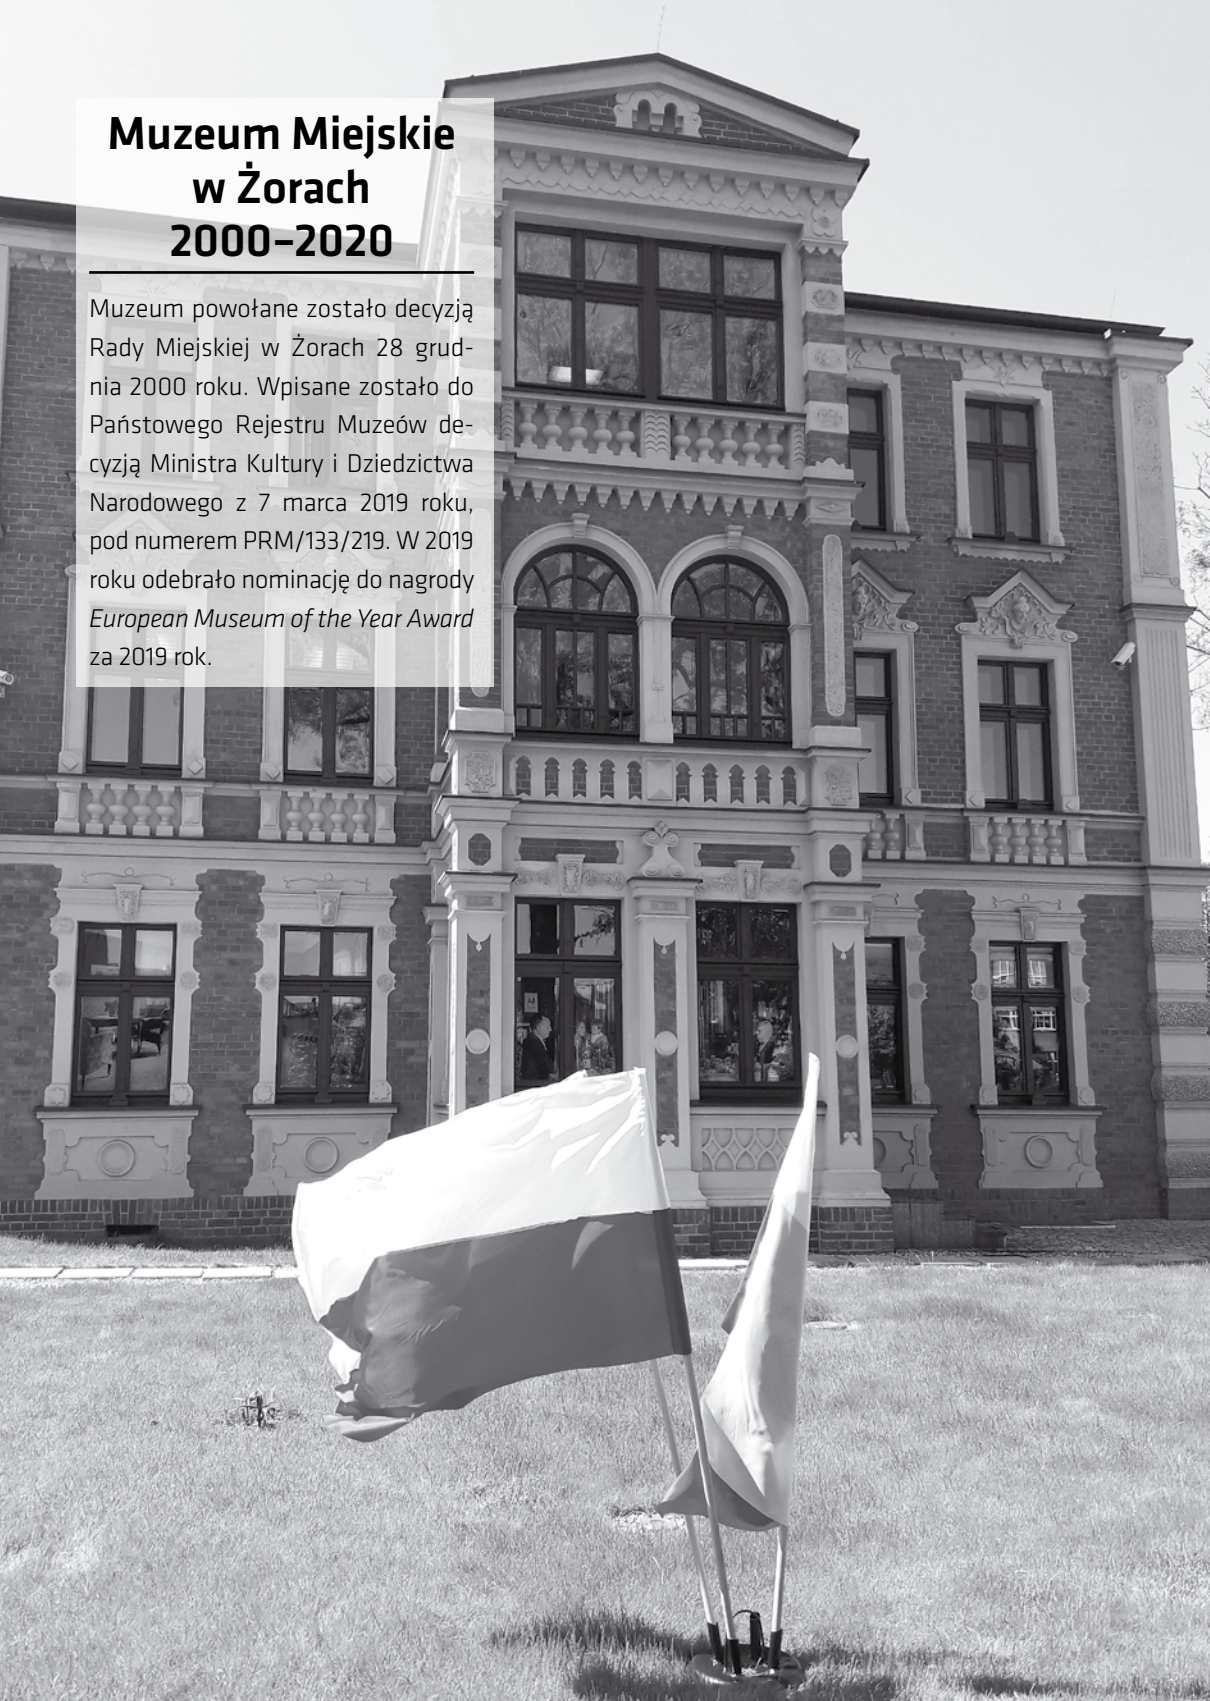 Muzeum Miejskie
w Żorach
2000–2020
Muzeum powołane zostało decyzją
Rady Miejskiej w Żorach 28 grud-
nia 2000 roku. Wpisane zostało do
Państwowego Rejestru Muzeów de-
cyzją Ministra Kultury i Dziedzictwa
Narodowego z 7 marca 2019 roku,
pod numerem PRM/133/219. W 2019
roku odebrało nominację do nagrody
European Museum of the Year Award
za 2019 rok.